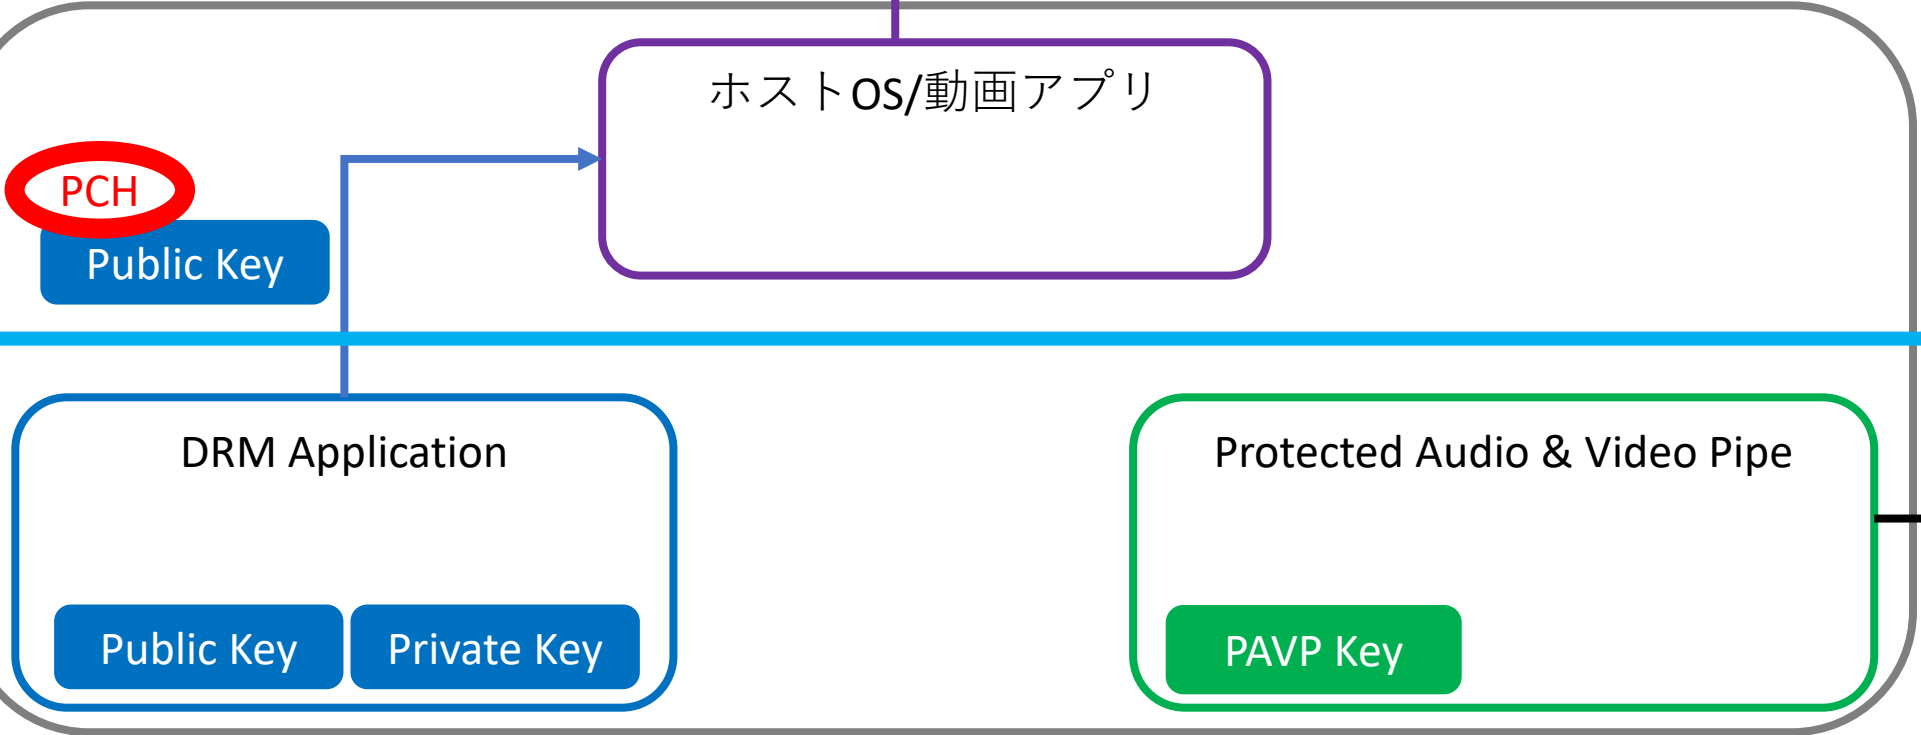 ホストOS/動画アプリ
PCH
Public Key
DRM Application
Protected Audio & Video Pipe
Public Key
Private Key
PAVP Key